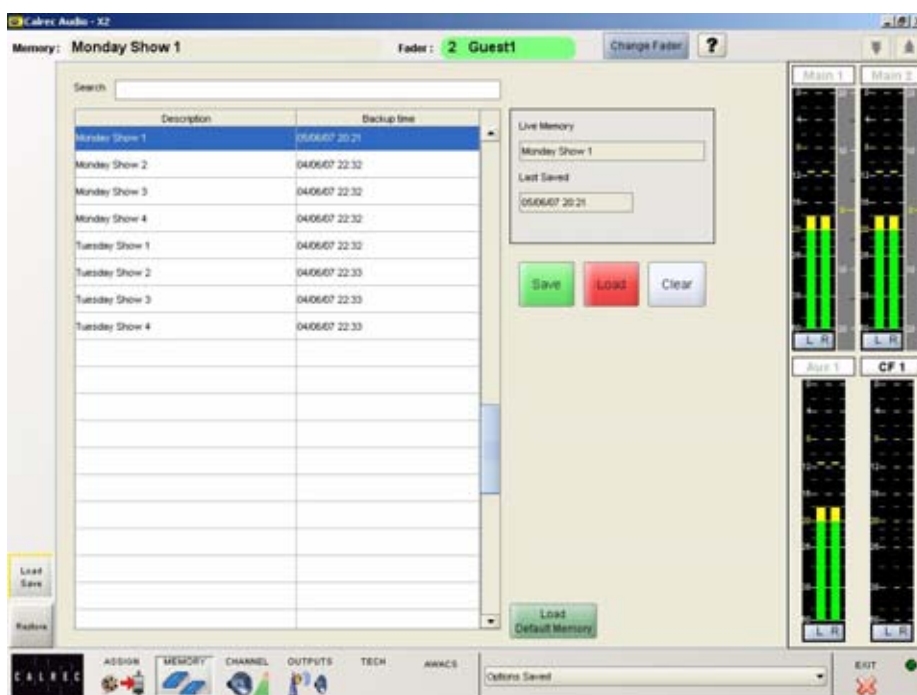 Calrec Audio - X2
Memory: Monday Show 1 Fader: 2 Guest1 Change Fader ?
Search
Description Backup time
Monday Show 1 05/06/07 20:21
Monday Show 2 04/06/07 22:32
Monday Show 3 04/06/07 22:32
Monday Show 4 04/06/07 22:32
Tuesday Show 1 04/06/07 22:32
Tuesday Show 2 04/06/07 22:33
Tuesday Show 3 04/06/07 22:33
Tuesday Show 4 04/06/07 22:33
Live Memory
Monday Show 1
Last Saved
05/06/07 20:21
Save Load Clear
Load
Default Memory
Main 1 Main 2
L R L R
Aux 1 CF 1
L R L R
Load
Save
Restore
CALREC ASSIGN MEMORY CHANNEL OUTPUTS TECH AWACS Options Saved EXIT